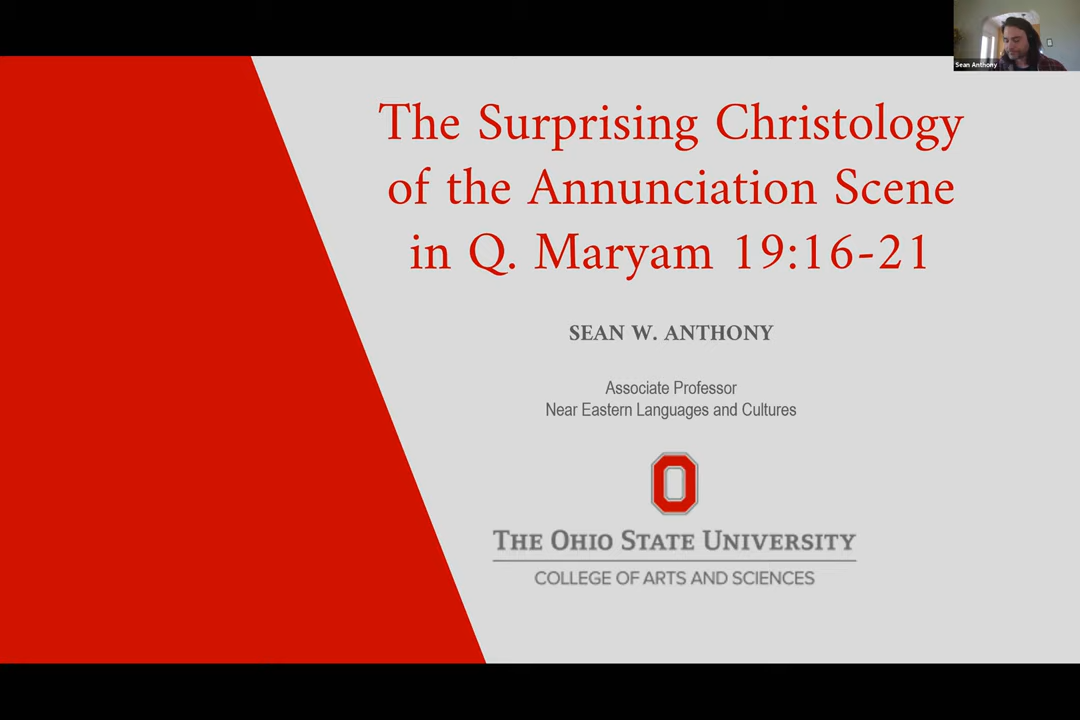 Sean Anthony
The Surprising Christology
of the Annunciation Scene
in Q. Maryam 19:16-21
SEAN W. ANTHONY
Associate Professor
Near Eastern Languages and Cultures
THE OHIO STATE UNIVERSITY
COLLEGE OF ARTS AND SCIENCES